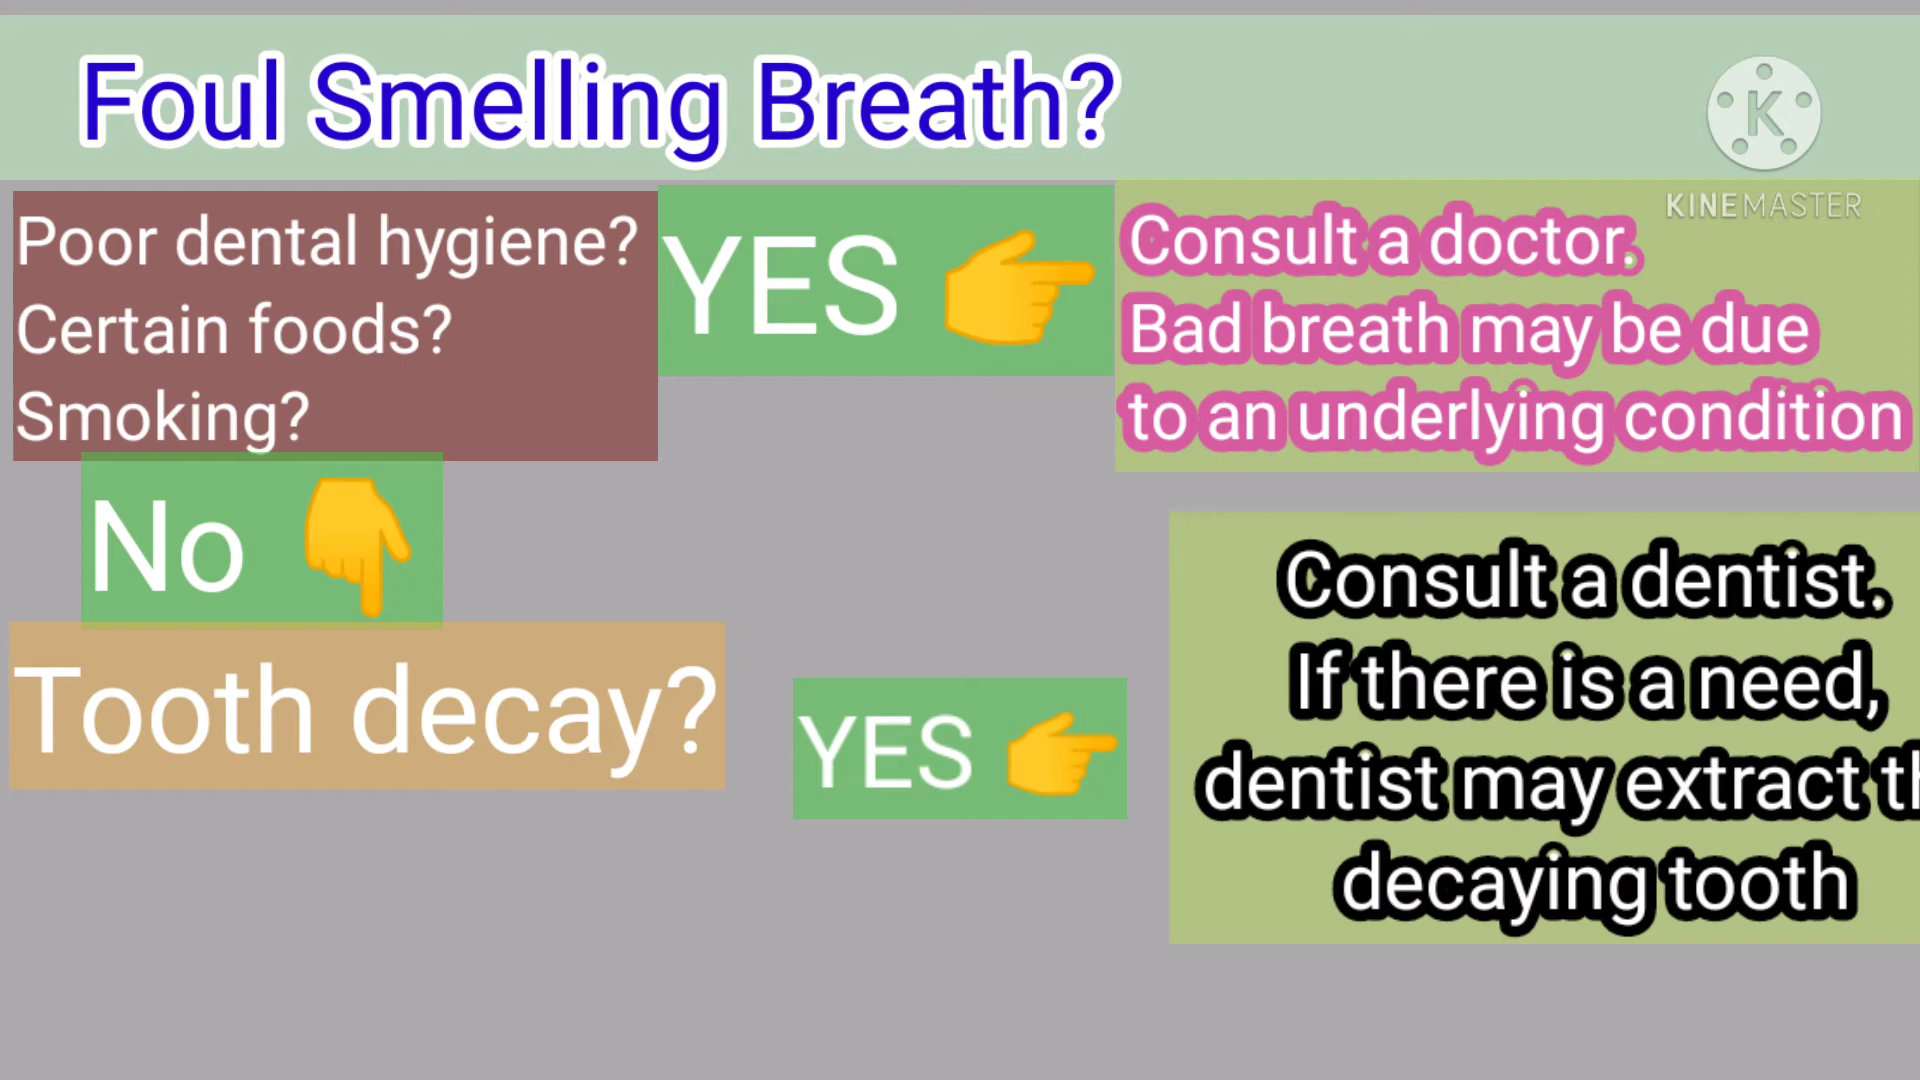 Foul Smelling Breath?
KINEMASTER
Poor dental hygiene?
Certain foods?
Smoking?
YES 👉
Consult a doctor.
Bad breath may be due
to an underlying condition
No 👇
Tooth decay?
YES 👉
Consult a dentist.
If there is a need,
dentist may extract th
decaying tooth